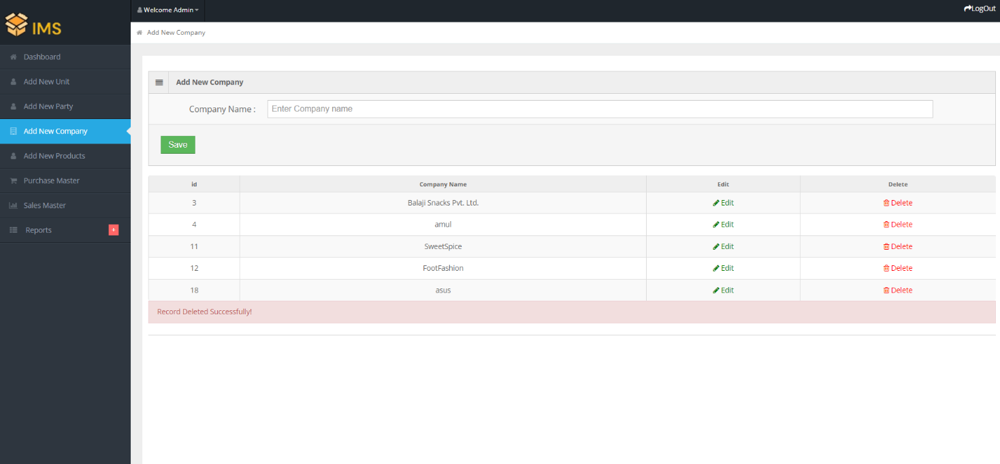 Welcome Admin
LogOut
IMS
Add New Company
Dashboard
Add New Unit
Add New Party
Add New Company
Add New Products
Purchase Master
Sales Master
Reports +
Add New Company
Company Name : Enter Company name
Save
id Company Name Edit Delete
3 Balaji Snacks Pvt. Ltd. Edit Delete
4 amul Edit Delete
11 SweetSpice Edit Delete
12 FootFashion Edit Delete
18 asus Edit Delete
Record Deleted Successfully!